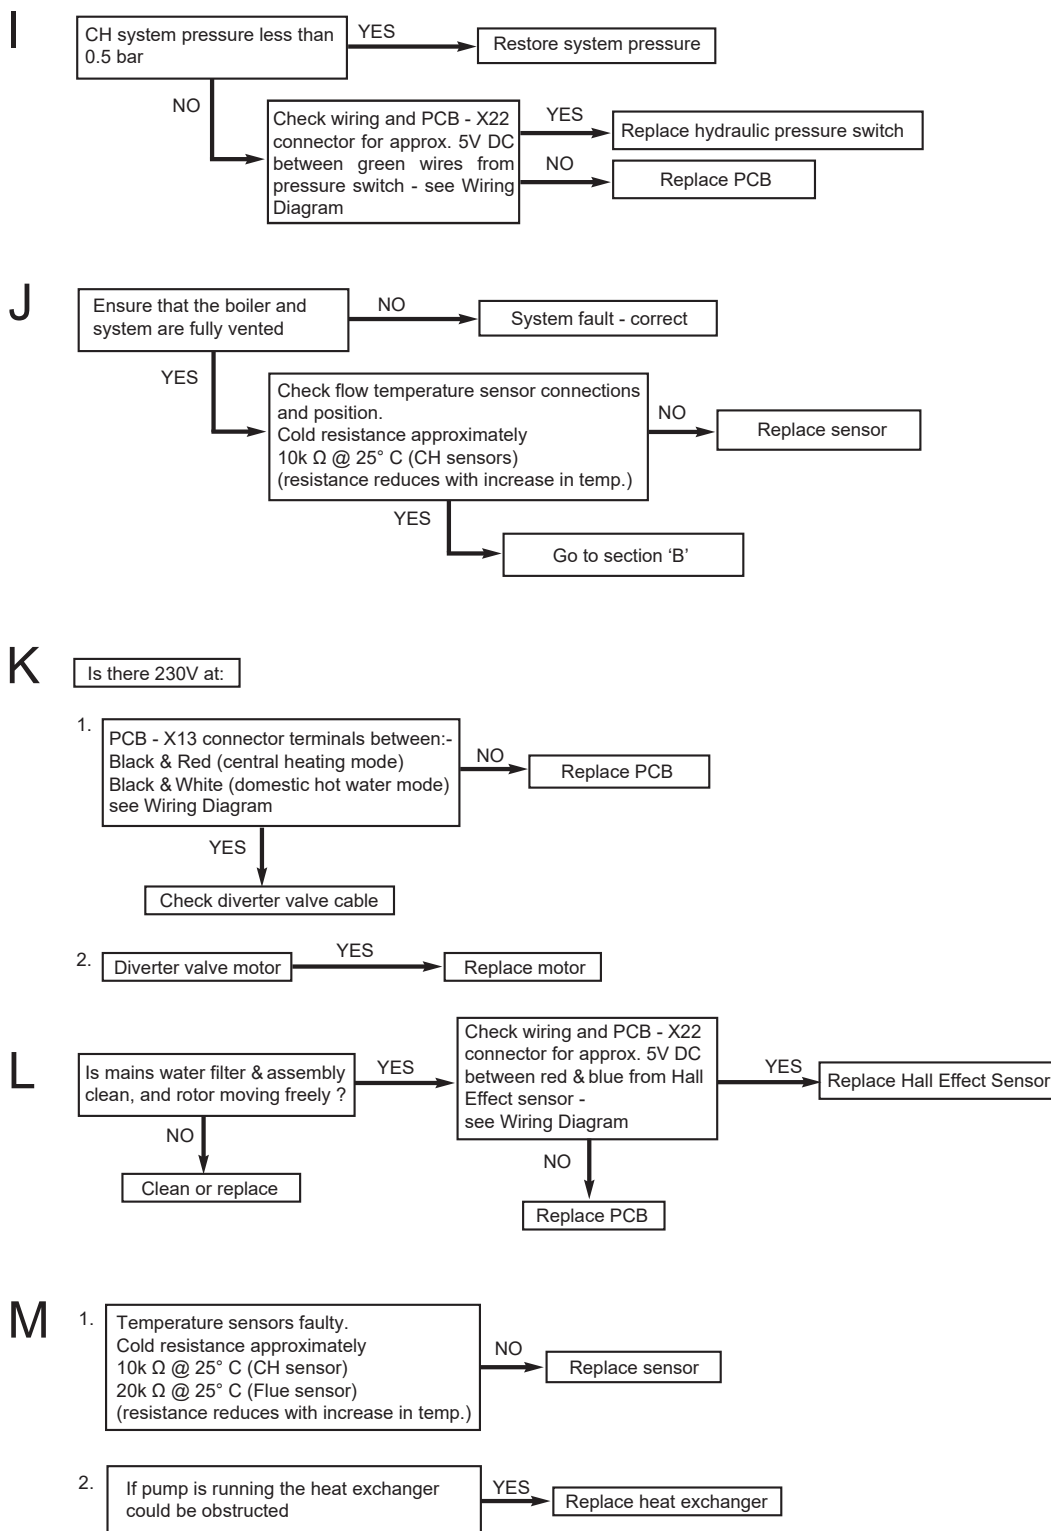 I
CH system pressure less than
0.5 bar
YES
Restore system pressure
NO
Check wiring and PCB - X22
connector for approx. 5V DC
between green wires from
pressure switch - see Wiring
Diagram
YES
Replace hydraulic pressure switch
NO
Replace PCB
J
Ensure that the boiler and
system are fully vented
NO
System fault - correct
YES
Check flow temperature sensor connections
and position.
Cold resistance approximately
10k Ω @ 25° C (CH sensors)
(resistance reduces with increase in temp.)
NO
Replace sensor
YES
Go to section ‘B’
K
Is there 230V at:
1.
PCB - X13 connector terminals between:-
Black & Red (central heating mode)
Black & White (domestic hot water mode)
see Wiring Diagram
NO
Replace PCB
YES
Check diverter valve cable
2.
Diverter valve motor
YES
Replace motor
L
Is mains water filter & assembly
clean, and rotor moving freely ?
YES
Check wiring and PCB - X22
connector for approx. 5V DC
between red & blue from Hall
Effect sensor -
see Wiring Diagram
YES
Replace Hall Effect Sensor
NO
Clean or replace
NO
Replace PCB
M
1.
Temperature sensors faulty.
Cold resistance approximately
10k Ω @ 25° C (CH sensor)
20k Ω @ 25° C (Flue sensor)
(resistance reduces with increase in temp.)
NO
Replace sensor
2.
If pump is running the heat exchanger
could be obstructed
YES
Replace heat exchanger